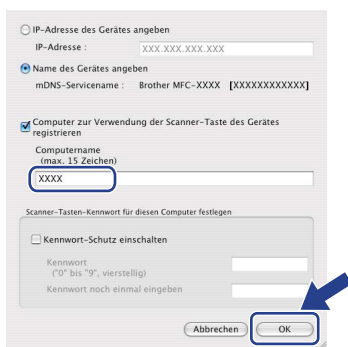 IP-Adresse des Gerätes angeben
IP-Adresse : XXX.XXX.XXX.XXX
Name des Gerätes angeben
mDNS-Servicename : Brother MFC-XXXX [XXXXXXXXXXXX]
Computer zur Verwendung der Scanner-Taste des Gerätes
registrieren
Computername
(max. 15 Zeichen)
XXXX
Scanner-Tasten-Kennwort für diesen Computer festlegen
Kennwort-Schutz einschalten
Kennwort
("0" bis "9", vierstellig)
Kennwort noch einmal eingeben
Abbrechen OK